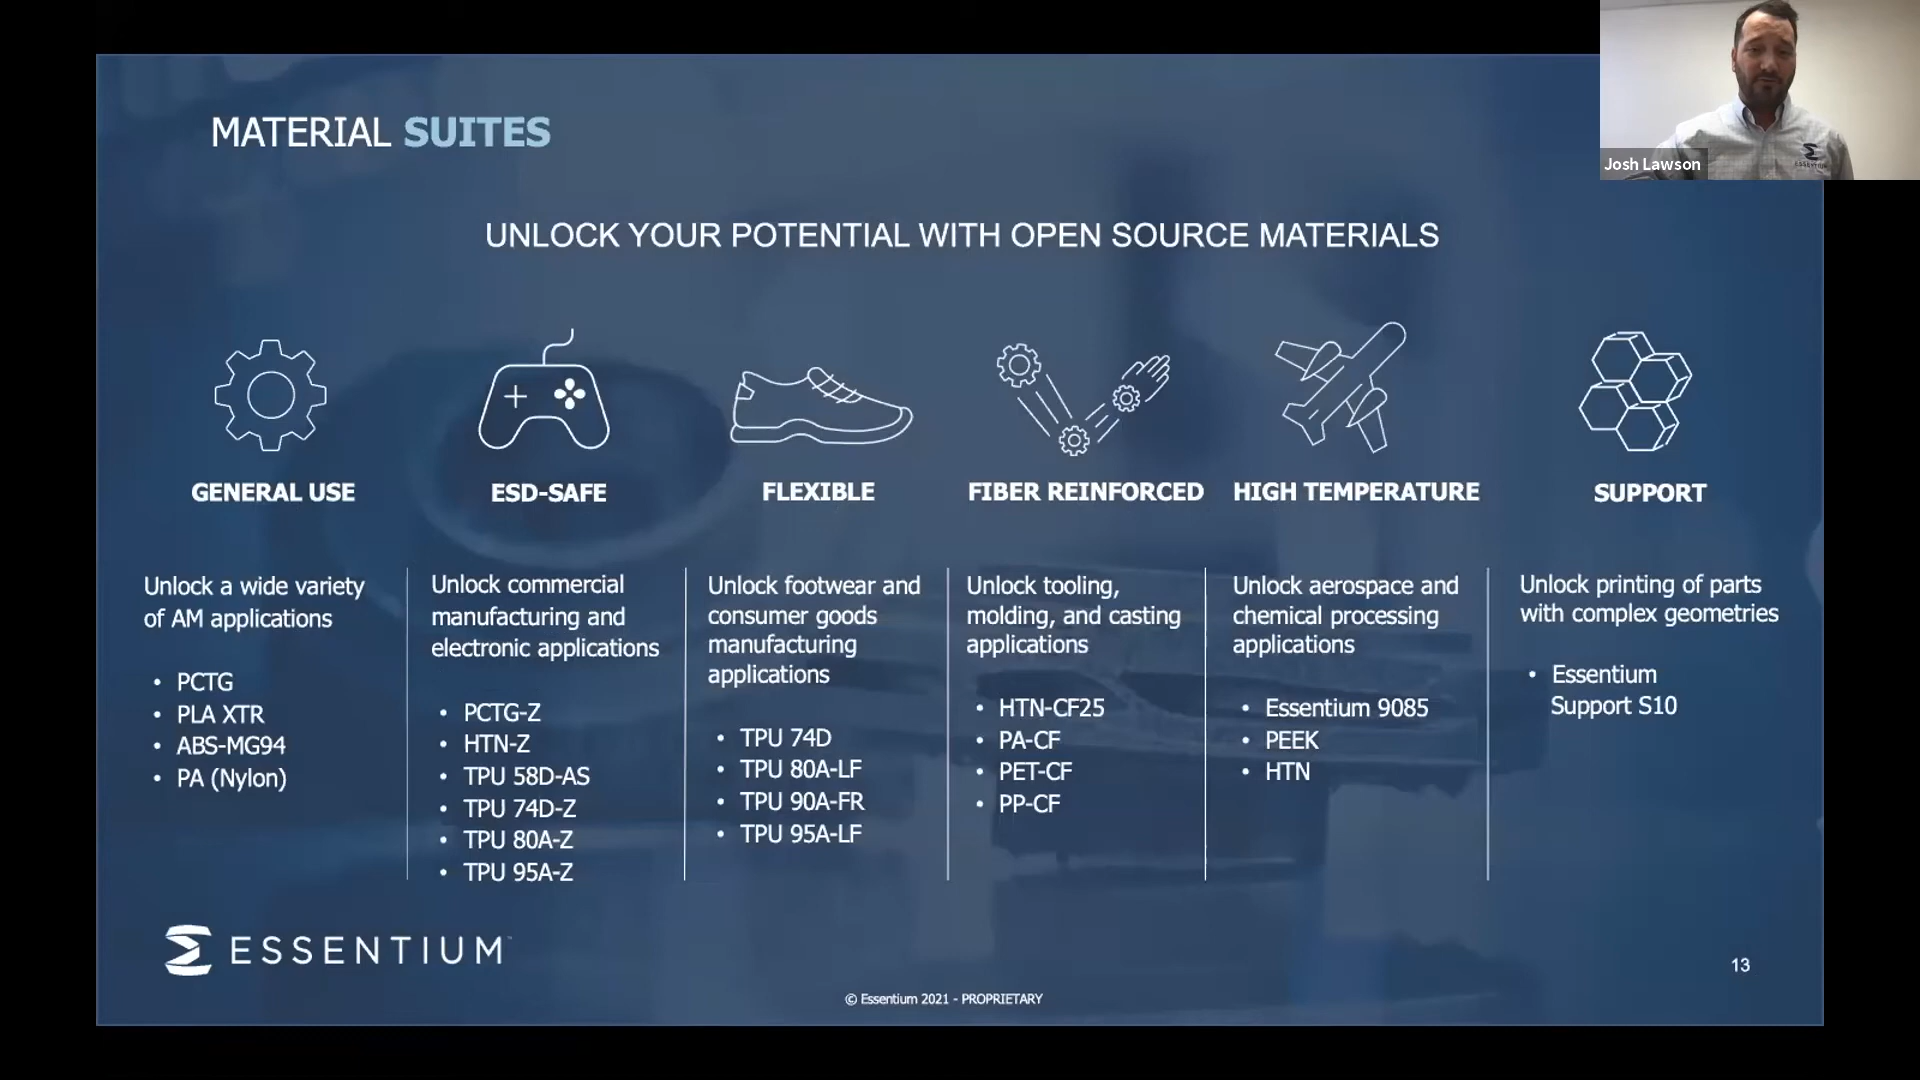 Josh Lawson
ESSENTIUM
MATERIAL SUITES
UNLOCK YOUR POTENTIAL WITH OPEN SOURCE MATERIALS
GENERAL USE
Unlock a wide variety
of AM applications
• PCTG
• PLA XTR
• ABS-MG94
• PA (Nylon)
ESD-SAFE
Unlock commercial
manufacturing and
electronic applications
• PCTG-Z
• HTN-Z
• TPU 58D-AS
• TPU 74D-Z
• TPU 80A-Z
• TPU 95A-Z
FLEXIBLE
Unlock footwear and
consumer goods
manufacturing
applications
• TPU 74D
• TPU 80A-LF
• TPU 90A-FR
• TPU 95A-LF
FIBER REINFORCED
Unlock tooling,
molding, and casting
applications
• HTN-CF25
• PA-CF
• PET-CF
• PP-CF
HIGH TEMPERATURE
Unlock aerospace and
chemical processing
applications
• Essentium 9085
• PEEK
• HTN
SUPPORT
Unlock printing of parts
with complex geometries
• Essentium
Support S10
ESSENTIUM™
13
© Essentium 2021 - PROPRIETARY